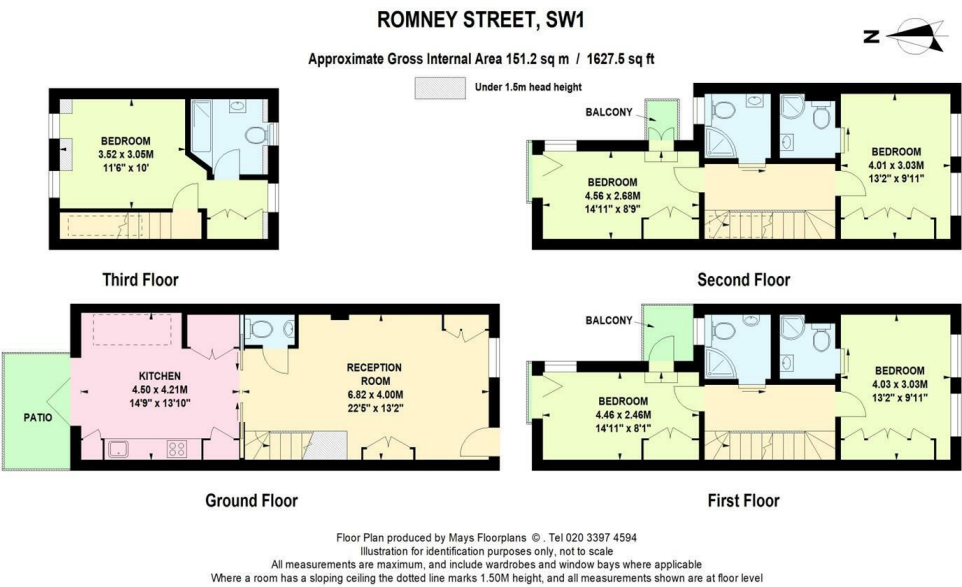 ROMNEY STREET, SW1
Approximate Gross Internal Area 151.2 sq m / 1627.5 sq ft
Under 1.5m head height
N
BEDROOM
3.52 x 3.05M
11'6" x 10'
Third Floor
BALCONY
BEDROOM
4.56 x 2.68M
14'11" x 8'9"
BEDROOM
4.01 x 3.03M
13'2" x 9'11"
Second Floor
PATIO
KITCHEN
4.50 x 4.21M
14'9" x 13'10"
RECEPTION
ROOM
6.82 x 4.00M
22'5" x 13'2"
Ground Floor
BALCONY
BEDROOM
4.46 x 2.46M
14'11" x 8'1"
BEDROOM
4.03 x 3.03M
13'2" x 9'11"
First Floor
Floor Plan produced by Mays Floorplans © . Tel 020 3397 4594
Illustration for identification purposes only, not to scale
All measurements are maximum, and include wardrobes and window bays where applicable
Where a room has a sloping ceiling the dotted line marks 1.50M height, and all measurements shown are at floor level